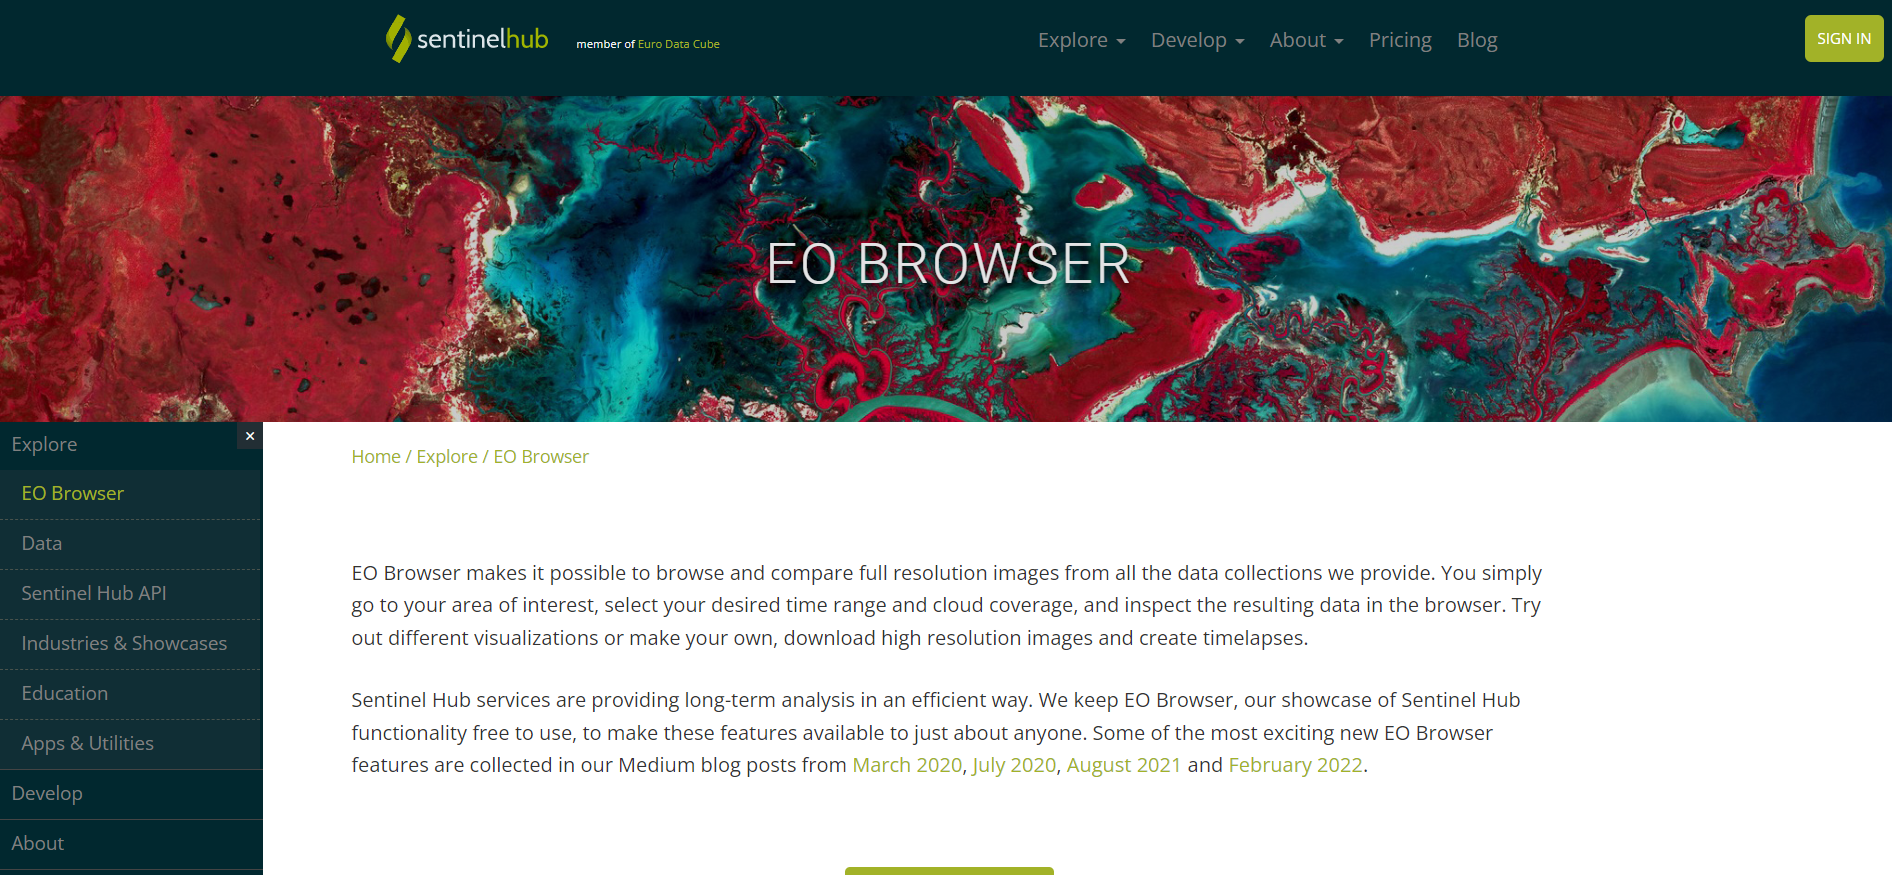 sentinelhub member of Euro Data Cube
Explore Develop About Pricing Blog
SIGN IN
EO BROWSER
Explore
×
EO Browser
Data
Sentinel Hub API
Industries & Showcases
Education
Apps & Utilities
Develop
About
Home / Explore / EO Browser
EO Browser makes it possible to browse and compare full resolution images from all the data collections we provide. You simply
go to your area of interest, select your desired time range and cloud coverage, and inspect the resulting data in the browser. Try
out different visualizations or make your own, download high resolution images and create timelapses.
Sentinel Hub services are providing long-term analysis in an efficient way. We keep EO Browser, our showcase of Sentinel Hub
functionality free to use, to make these features available to just about anyone. Some of the most exciting new EO Browser
features are collected in our Medium blog posts from March 2020, July 2020, August 2021 and February 2022.